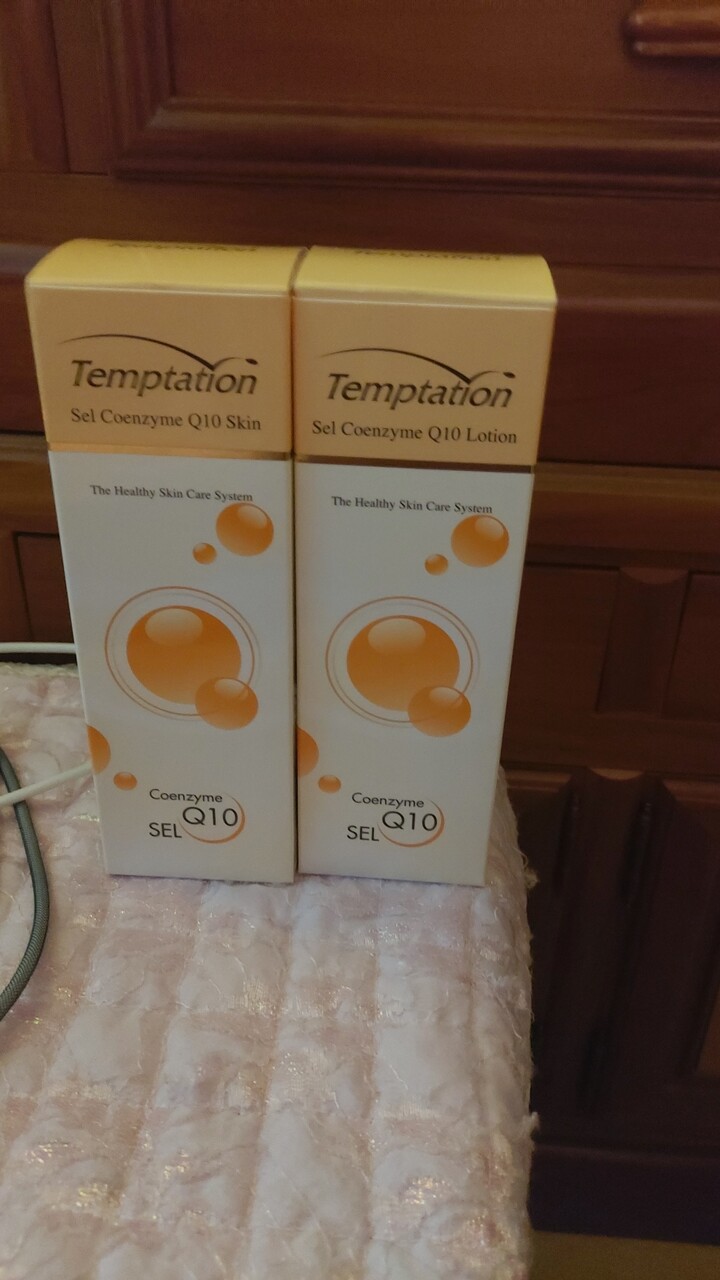 Temptation
Sel Coenzyme Q10 Skin
The Healthy Skin Care System
Coenzyme
Q10
SEL
Temptation
Temptation
Sel Coenzyme Q10 Lotion
The Healthy Skin Care System
Coenzyme
Q10
SEL